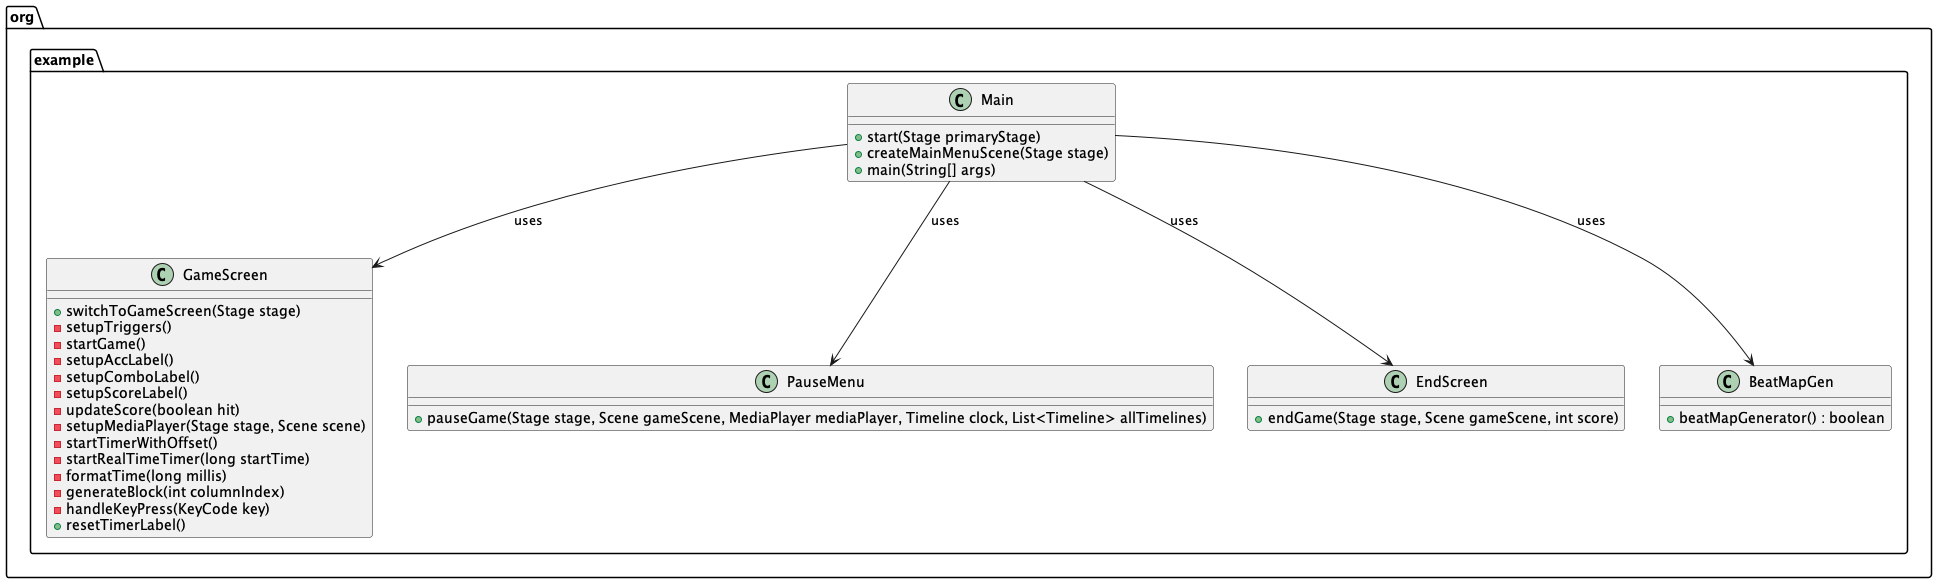 org
example
C Main
start(Stage primaryStage)
createMainMenuScene(Stage stage)
main(String[] args)
uses
uses
uses
uses
C GameScreen
switchToGameScreen(Stage stage)
setupTriggers()
startGame()
setupAccLabel()
setupComboLabel()
setupScoreLabel()
updateScore(boolean hit)
setupMediaPlayer(Stage stage, Scene scene)
startTimerWithOffset()
startRealTimeTimer(long startTime)
formatTime(long millis)
generateBlock(int columnIndex)
handleKeyPress(KeyCode key)
resetTimerLabel()
C PauseMenu
pauseGame(Stage stage, Scene gameScene, MediaPlayer mediaPlayer, Timeline clock, List<Timeline> allTimelines)
C EndScreen
endGame(Stage stage, Scene gameScene, int score)
C BeatMapGen
beatMapGenerator() : boolean